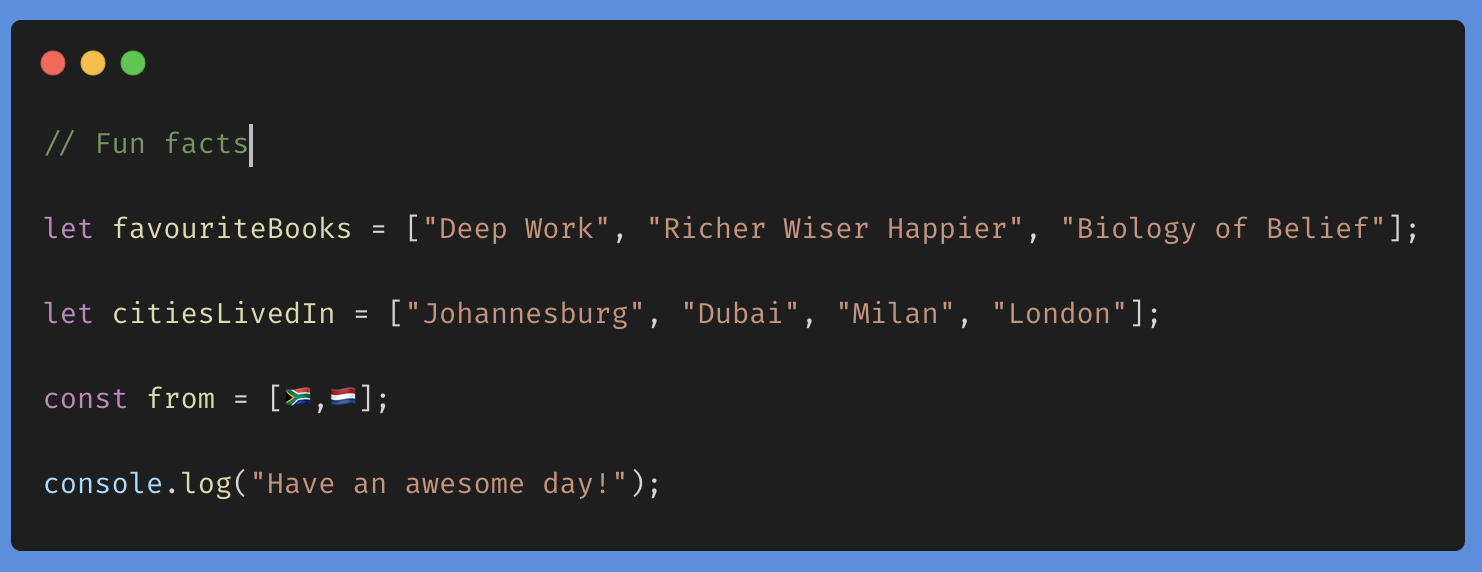 // Fun facts
let favouriteBooks = ["Deep Work", "Richer Wiser Happier", "Biology of Belief"];
let citiesLivedIn = ["Johannesburg", "Dubai", "Milan", "London"];
const from = [🇿🇦,🇳🇱];
console.log("Have an awesome day!");